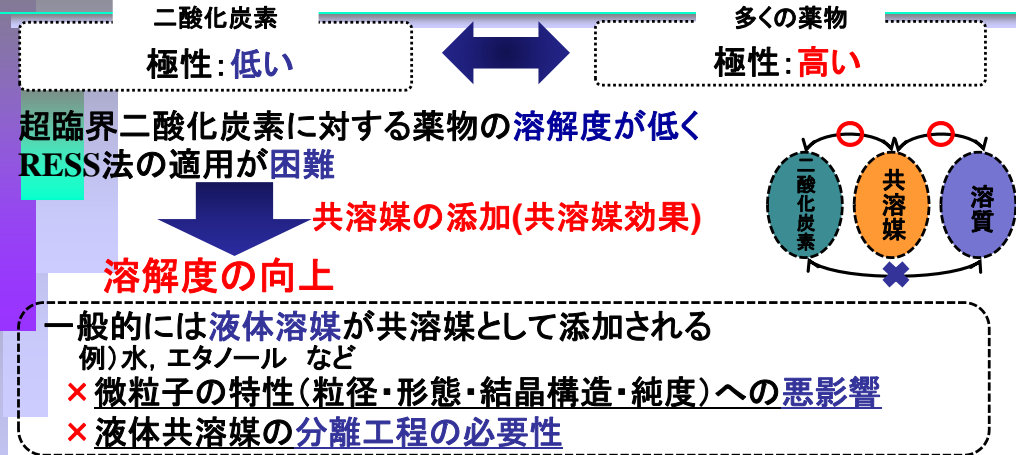 二酸化炭素
極性：低い
多くの薬物
極性：高い
超臨界二酸化炭素に対する薬物の溶解度が低く
RESS法の適用が困難
共溶媒の添加(共溶媒効果)
溶解度の向上
二酸化炭素
共溶媒
溶質
一般的には液体溶媒が共溶媒として添加される
例）水，エタノール　など
×微粒子の特性（粒径・形態・結晶構造・純度）への悪影響
×液体共溶媒の分離工程の必要性